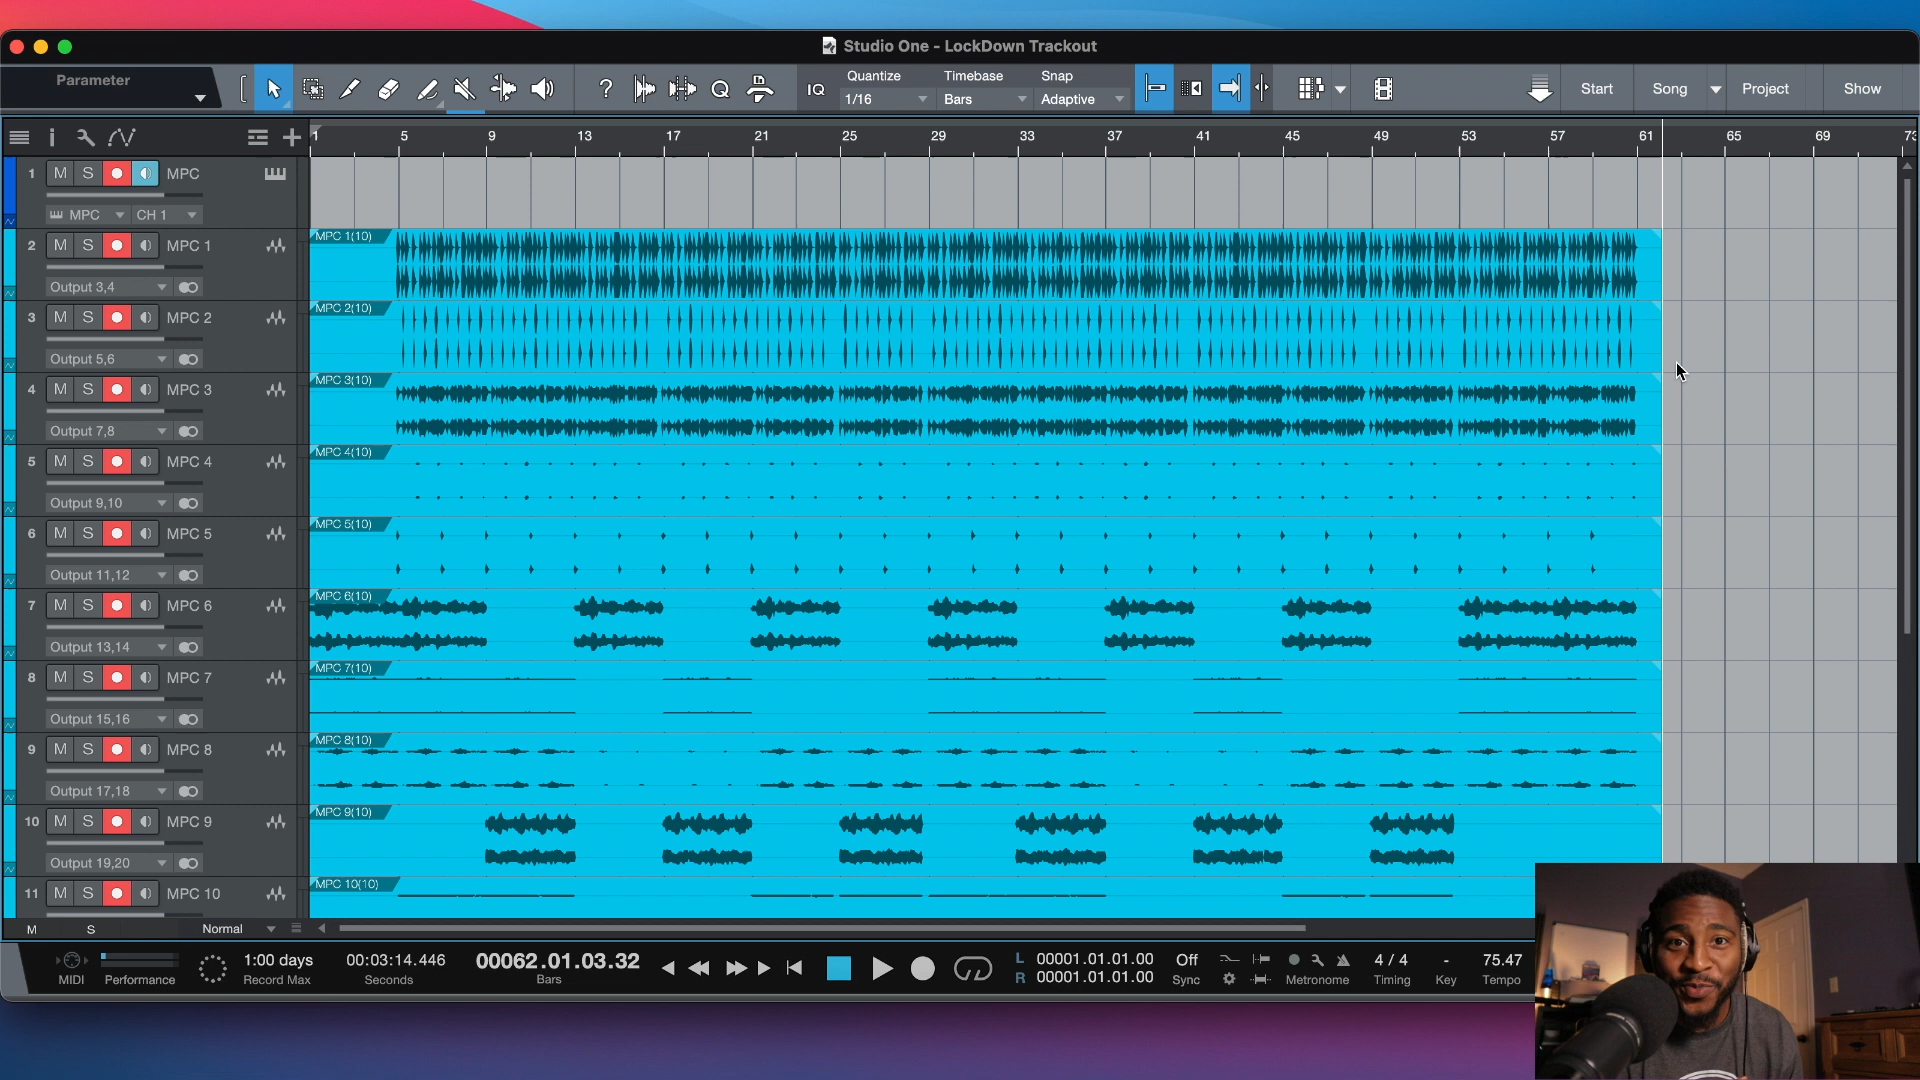 Studio One - LockDown Trackout
Parameter
? IQ
Quantize Timebase Snap
1/16 Bars Adaptive
Start Song Project Show
1 5 9 13 17 21 25 29 33 37 41 45 49 53 57 61 65 69 73
1 M S MPC
MPC CH 1
2 M S MPC 1 MPC 1(10)
Output 3,4
3 M S MPC 2 MPC 2(10)
Output 5,6
4 M S MPC 3 MPC 3(10)
Output 7,8
5 M S MPC 4 MPC 4(10)
Output 9,10
6 M S MPC 5 MPC 5(10)
Output 11,12
7 M S MPC 6 MPC 6(10)
Output 13,14
8 M S MPC 7 MPC 7(10)
Output 15,16
9 M S MPC 8 MPC 8(10)
Output 17,18
10 M S MPC 9 MPC 9(10)
Output 19,20
11 M S MPC 10 MPC 10(10)
M S Normal
1:00 days 00:03:14.446 00062.01.03.32 L 00001.01.01.00 Off 4 / 4 - 75.47
R 00001.01.01.00
MIDI Performance Record Max Seconds Bars Sync Metronome Timing Key Tempo